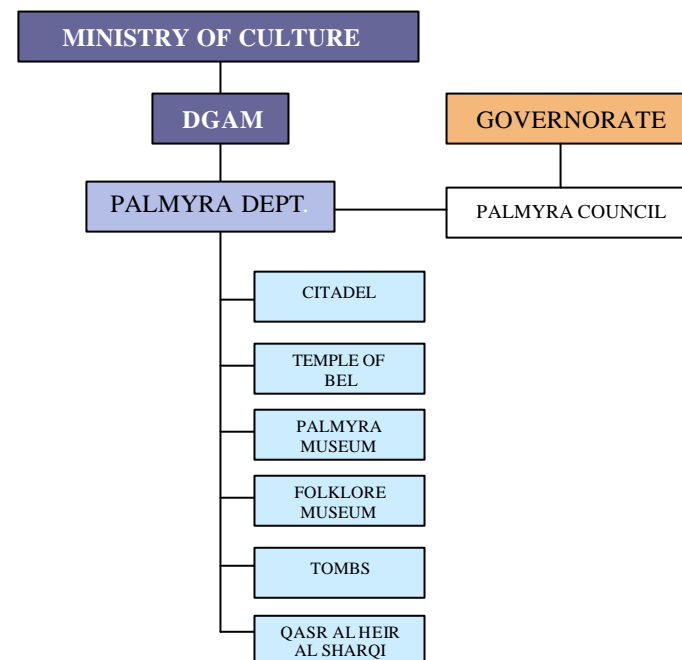 MINISTRY OF CULTURE
DGAM
GOVERNORATE
PALMYRA DEPT.
PALMYRA COUNCIL
CITADEL
TEMPLE OF
BEL
PALMYRA
MUSEUM
FOLKLORE
MUSEUM
TOMBS
QASR AL HEIR
AL SHARQI